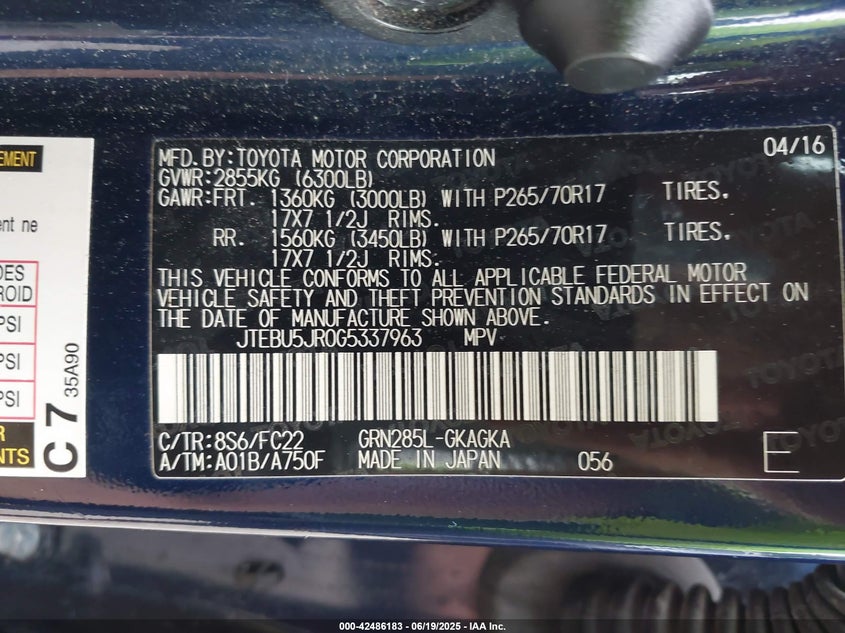 MFD.BY:TOYOTA MOTOR CORPORATION 04/16
GVWR:2855KG (6300LB)
GAWR:FRT. 1360KG (3000LB) WITH P265/70R17 TIRES.
17X7 1/2J RIMS.
RR. 1560KG (3450LB) WITH P265/70R17 TIRES.
17X7 1/2J RIMS.
THIS VEHICLE CONFORMS TO ALL APPLICABLE FEDERAL MOTOR
VEHICLE SAFETY AND THEFT PREVENTION STANDARDS IN EFFECT ON
THE DATE OF MANUFACTURE SHOWN ABOVE.
JTEBU5JR0G5337963 MPV
C/TR:8S6/FC22 GRN285L-GKAGKA
A/TM:A01B/A750F MADE IN JAPAN 056 E
PSI
PSI
PSI
C7 35A90
TOYOTA
000-42486183 - 06/19/2025 - IAA Inc.